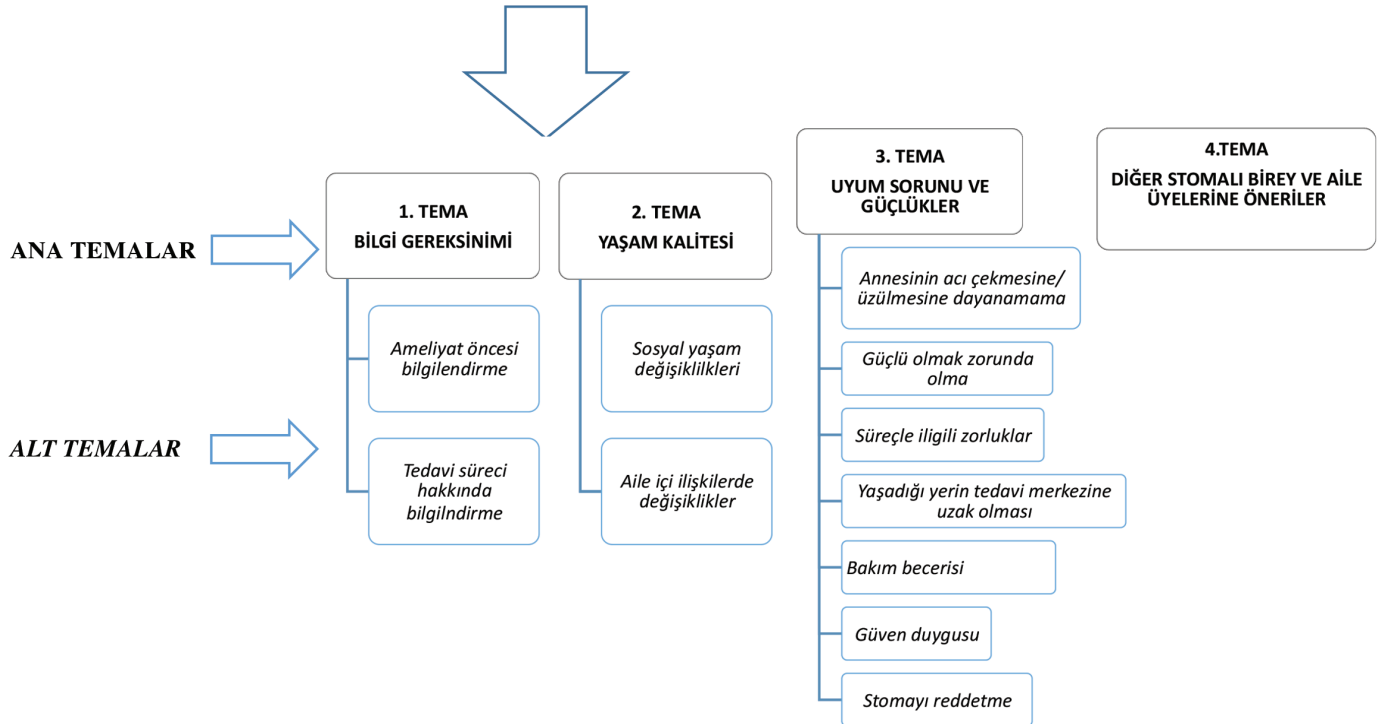 ANA TEMALAR
ALT TEMALAR
1. TEMA
BİLGİ GEREKSİNİMİ
Ameliyat öncesi
bilgilendirme
Tedavi süreci
hakkında
bilgilndirme
2. TEMA
YAŞAM KALİTESİ
Sosyal yaşam
değişiklilkleri
Aile içi ilişkilerde
değişiklikler
3. TEMA
UYUM SORUNU VE
GÜÇLÜKLER
Annesinin acı çekmesine/
üzülmesine dayanamama
Güçlü olmak zorunda
olma
Süreçle iligili zorluklar
Yaşadığı yerin tedavi merkezine
uzak olması
Bakım becerisi
Güven duygusu
Stomayı reddetme
4.TEMA
DİĞER STOMALI BİREY VE AİLE
ÜYELERİNE ÖNERİLER